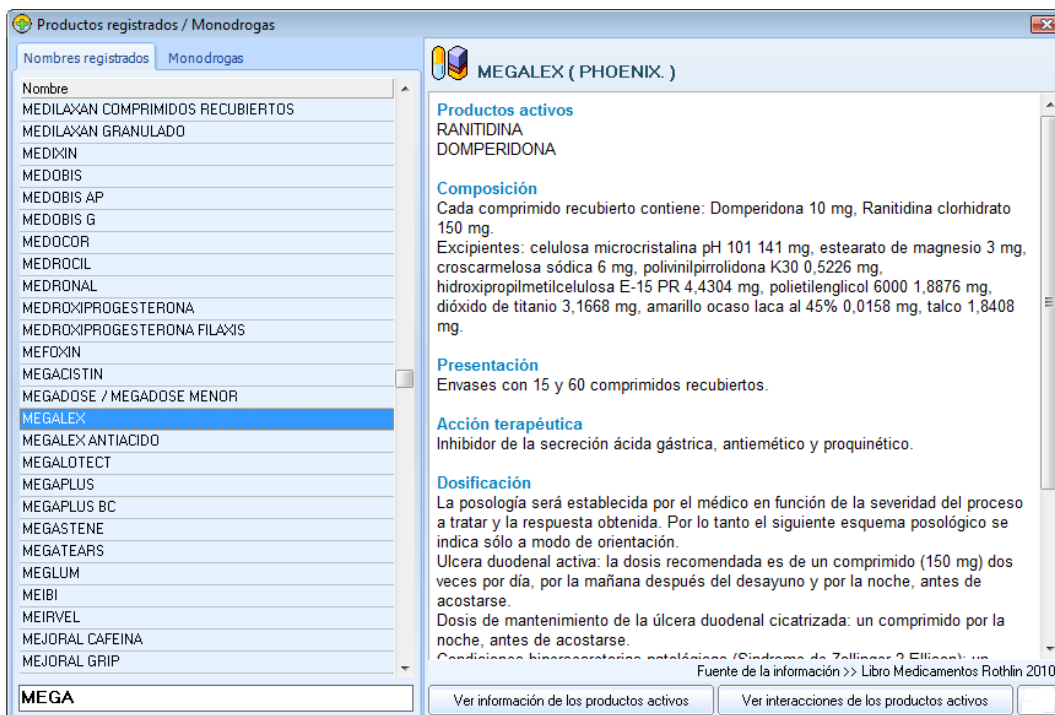 Productos registrados / Monodrogas
Nombres registrados
Monodrogas
Nombre
MEDILAXAN COMPRIMIDOS RECUBIERTOS
MEDILAXAN GRANULADO
MEDIXIN
MEDOBIS
MEDOBIS AP
MEDOBIS G
MEDOCOR
MEDROCIL
MEDRONAL
MEDROXIPROGESTERONA
MEDROXIPROGESTERONA FILAXIS
MEFOXIN
MEGACISTIN
MEGADOSE / MEGADOSE MENOR
MEGALEX
MEGALEX ANTIACIDO
MEGALOTECT
MEGAPLUS
MEGAPLUS BC
MEGASTENE
MEGATEARS
MEGLUM
MEIBI
MEIRVEL
MEJORAL CAFEINA
MEJORAL GRIP
MEGA
MEGALEX ( PHOENIX. )
Productos activos
RANITIDINA
DOMPERIDONA
Composición
Cada comprimido recubierto contiene: Domperidona 10 mg, Ranitidina clorhidrato
150 mg.
Excipientes: celulosa microcristalina pH 101 141 mg, estearato de magnesio 3 mg,
croscarmelosa sódica 6 mg, polivinilpirrolidona K30 0,5226 mg,
hidroxipropilmetilcelulosa E-15 PR 4,4304 mg, polietilenglicol 6000 1,8876 mg,
dióxido de titanio 3,1668 mg, amarillo ocaso laca al 45% 0,0158 mg, talco 1,8408
mg.
Presentación
Envases con 15 y 60 comprimidos recubiertos.
Acción terapéutica
Inhibidor de la secreción ácida gástrica, antiemético y proquinético.
Dosificación
La posología será establecida por el médico en función de la severidad del proceso
a tratar y la respuesta obtenida. Por lo tanto el siguiente esquema posológico se
indica sólo a modo de orientación.
Ulcera duodenal activa: la dosis recomendada es de un comprimido (150 mg) dos
veces por día, por la mañana después del desayuno y por la noche, antes de
acostarse.
Dosis de mantenimiento de la úlcera duodenal cicatrizada: un comprimido por la
noche, antes de acostarse.
Condiciones hipersecretorias patológicas (Sindrome de Zollinger ? Ellison): un
Fuente de la información >> Libro Medicamentos Rothlin 2010
Ver información de los productos activos
Ver interacciones de los productos activos